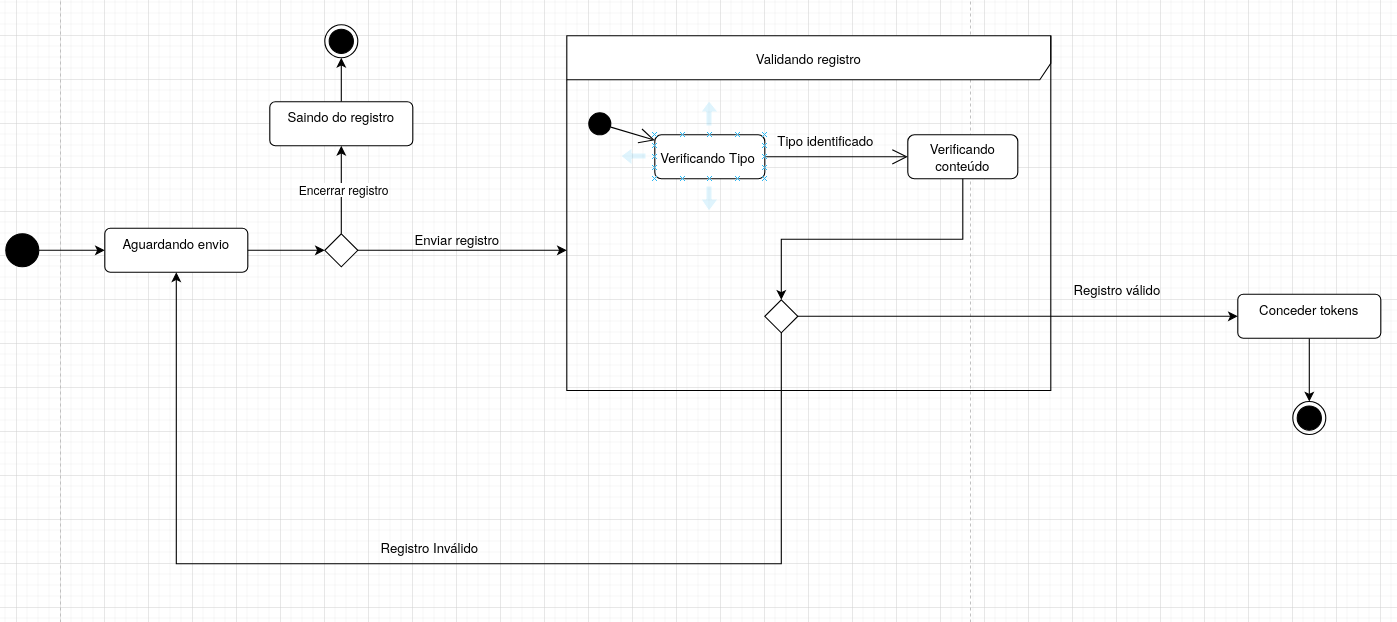 Validando registro
Saindo do registro
Tipo identificado
Verificando Tipo
Verificando
conteúdo
Encerrar registro
Aguardando envio
Enviar registro
Registro válido
Conceder tokens
Registro Inválido